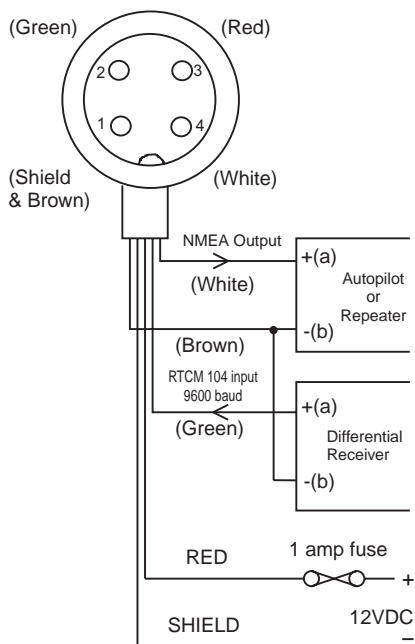 (Green)
(Red)
2
3
1
4
(Shield
& Brown)
(White)
NMEA Output
(White)
+(a)
Autopilot
or
Repeater
-(b)
(Brown)
RTCM 104 input
9600 baud
(Green)
+(a)
Differential
Receiver
-(b)
RED
1 amp fuse
+
12VDC
SHIELD
–